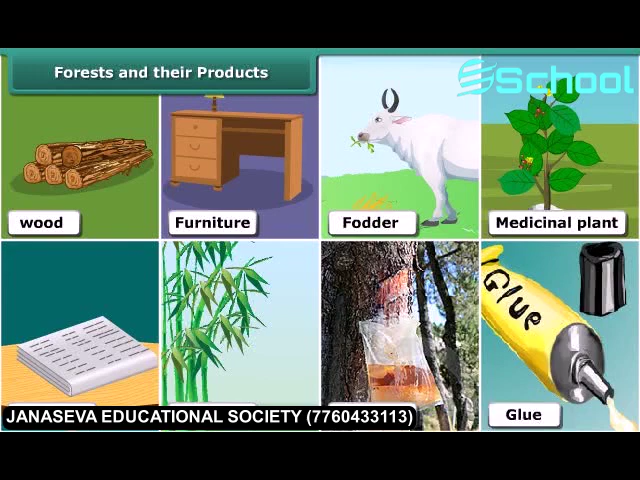 Forests and their Products
School
wood
Furniture
Fodder
Medicinal plant
Glue
Glue
JANASEVA EDUCATIONAL SOCIETY (7760433113)